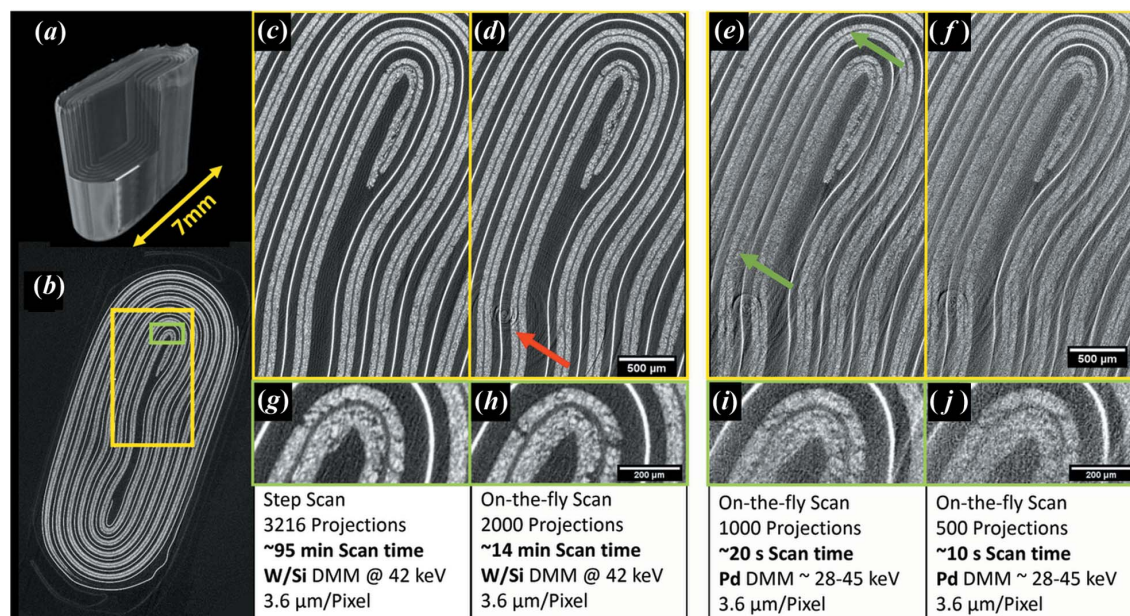 (a)
7mm
(b)
(c)
(d)
500 µm
(e)
(f)
500 µm
(g)
(h)
200 µm
(i)
(j)
200 µm
Step Scan
3216 Projections
~95 min Scan time
W/Si DMM @ 42 keV
3.6 µm/Pixel
On-the-fly Scan
2000 Projections
~14 min Scan time
W/Si DMM @ 42 keV
3.6 µm/Pixel
On-the-fly Scan
1000 Projections
~20 s Scan time
Pd DMM ~ 28-45 keV
3.6 µm/Pixel
On-the-fly Scan
500 Projections
~10 s Scan time
Pd DMM ~ 28-45 keV
3.6 µm/Pixel